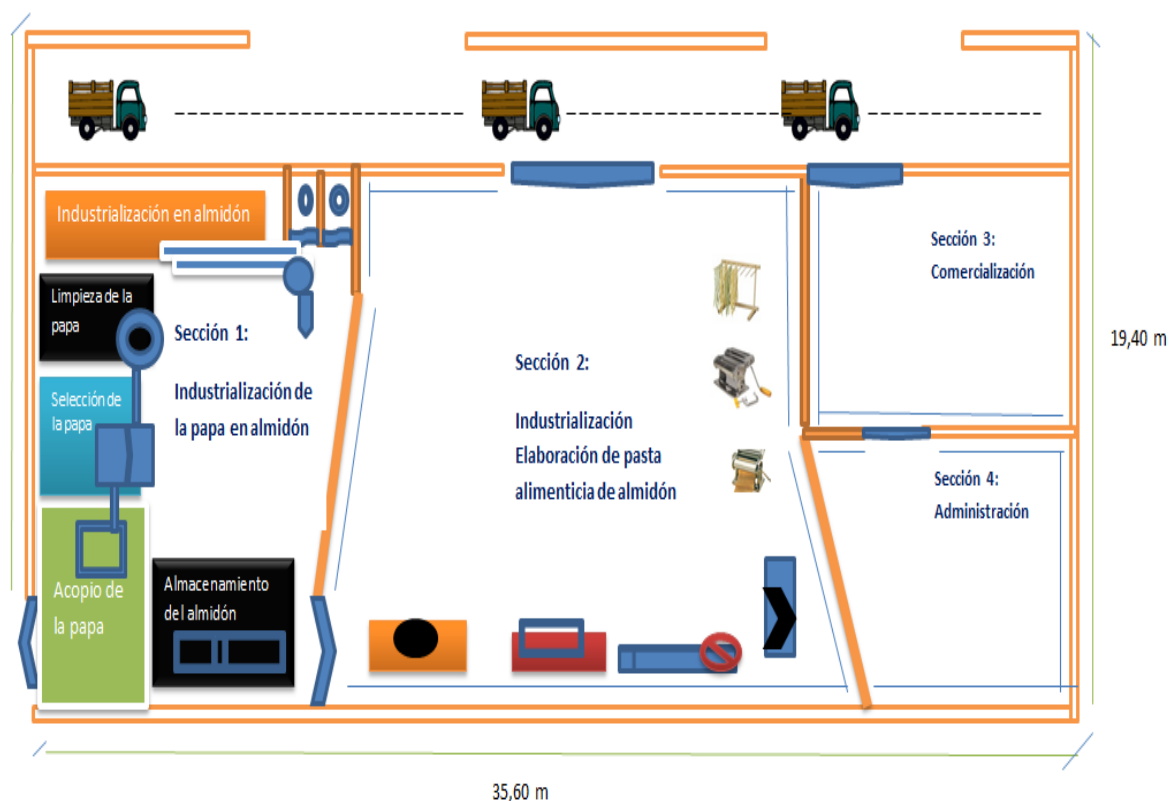 Industrialización en almidón
Limpieza de la
papa
Sección 1:
Industrialización de
la papa en almidón
Selección de
la papa
Acopio de
la papa
Almacenamiento
del almidón
Sección 2:
Industrialización
Elaboración de pasta
alimenticia de almidón
Sección 3:
Comercialización
Sección 4:
Administración
19,40 m
35,60 m